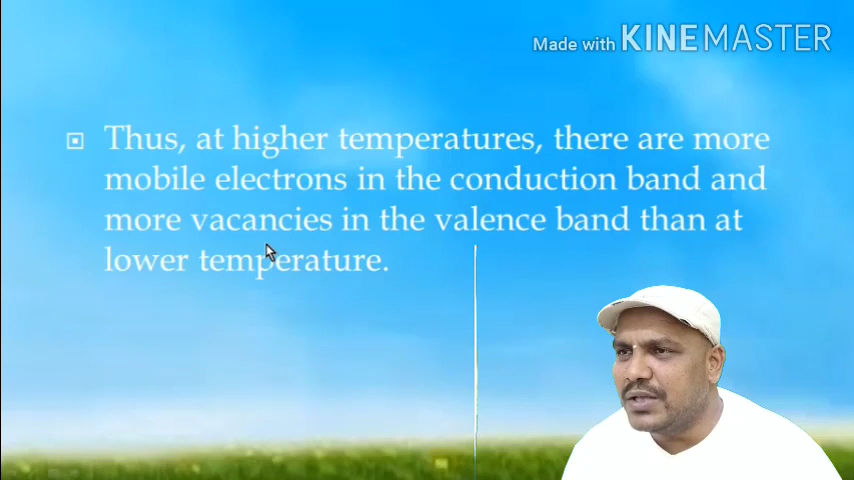 Made with KINEMASTER
Thus, at higher temperatures, there are more
mobile electrons in the conduction band and
more vacancies in the valence band than at
lower temperature.